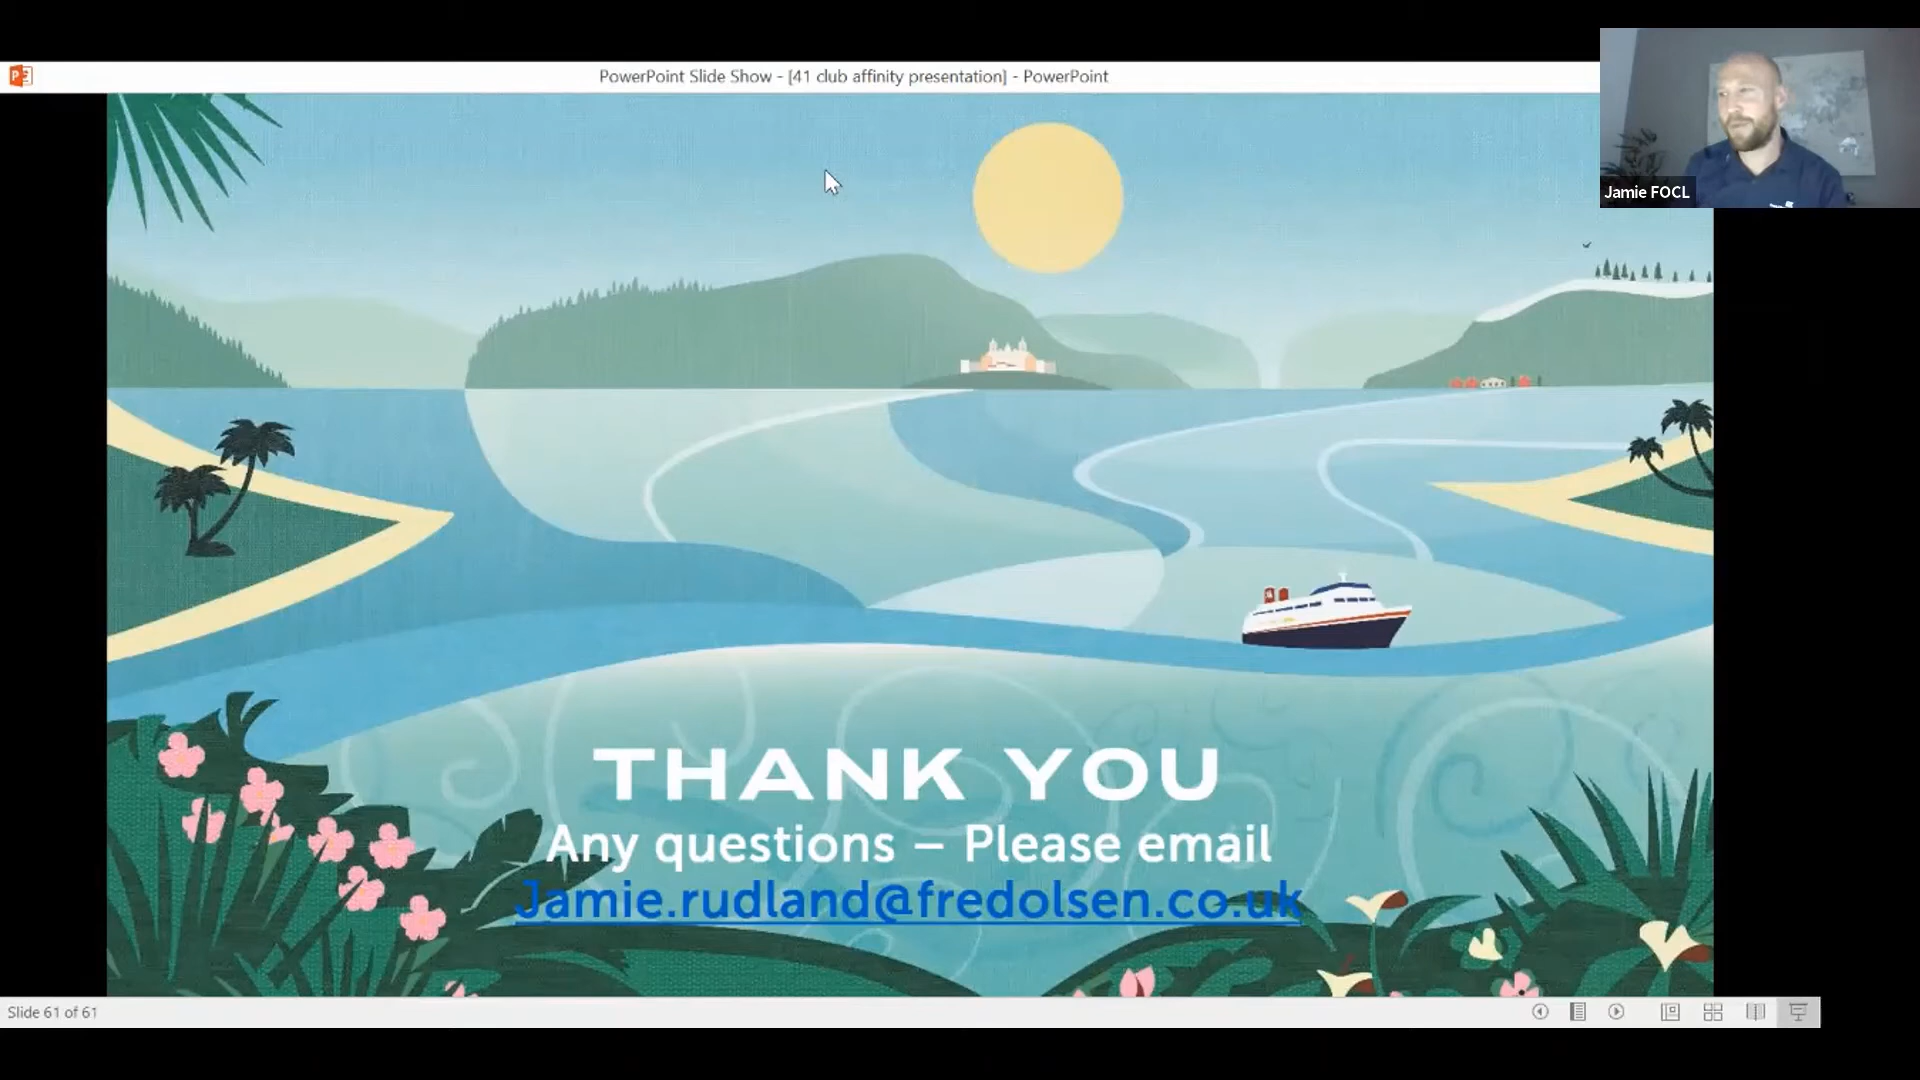 PowerPoint Slide Show - [41 club affinity presentation] - PowerPoint
Jamie FOCL
THANK YOU
Any questions – Please email
Jamie.rudland@fredolsen.co.uk
Slide 61 of 61